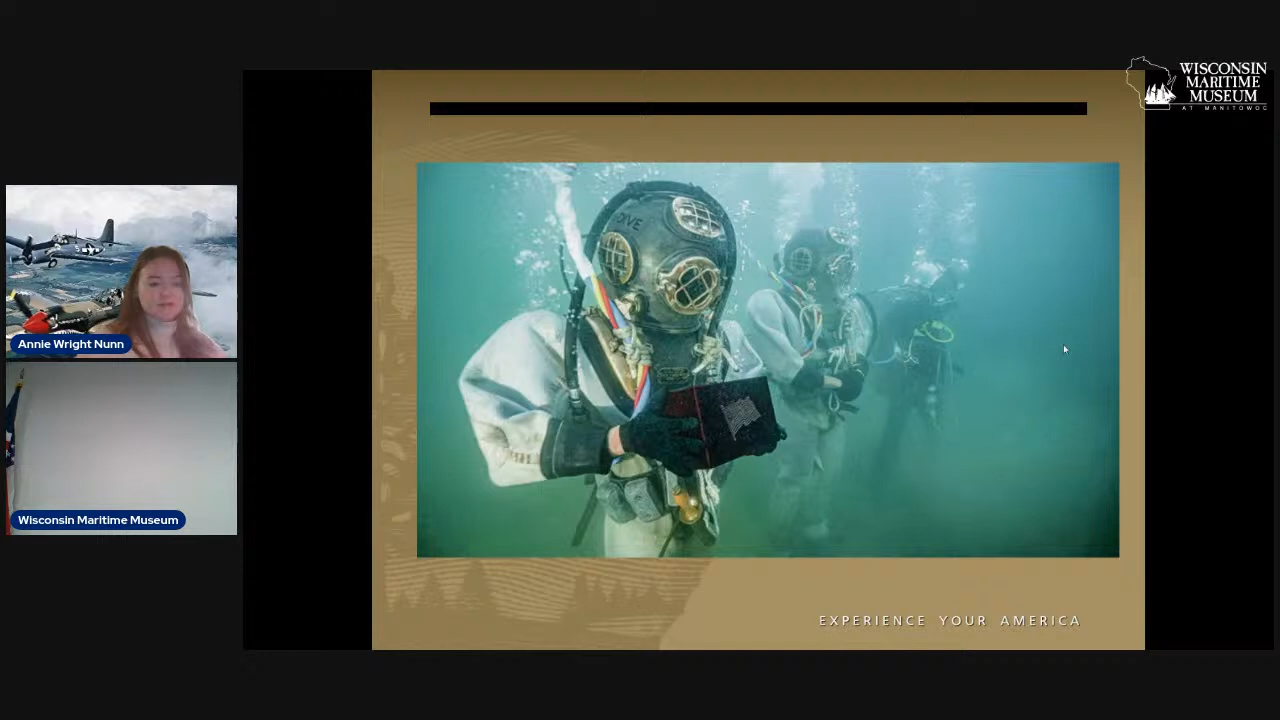 WISCONSIN
MARITIME
MUSEUM
AT MANITOWOC
DIVE
Annie Wright Nunn
Wisconsin Maritime Museum
EXPERIENCE YOUR AMERICA